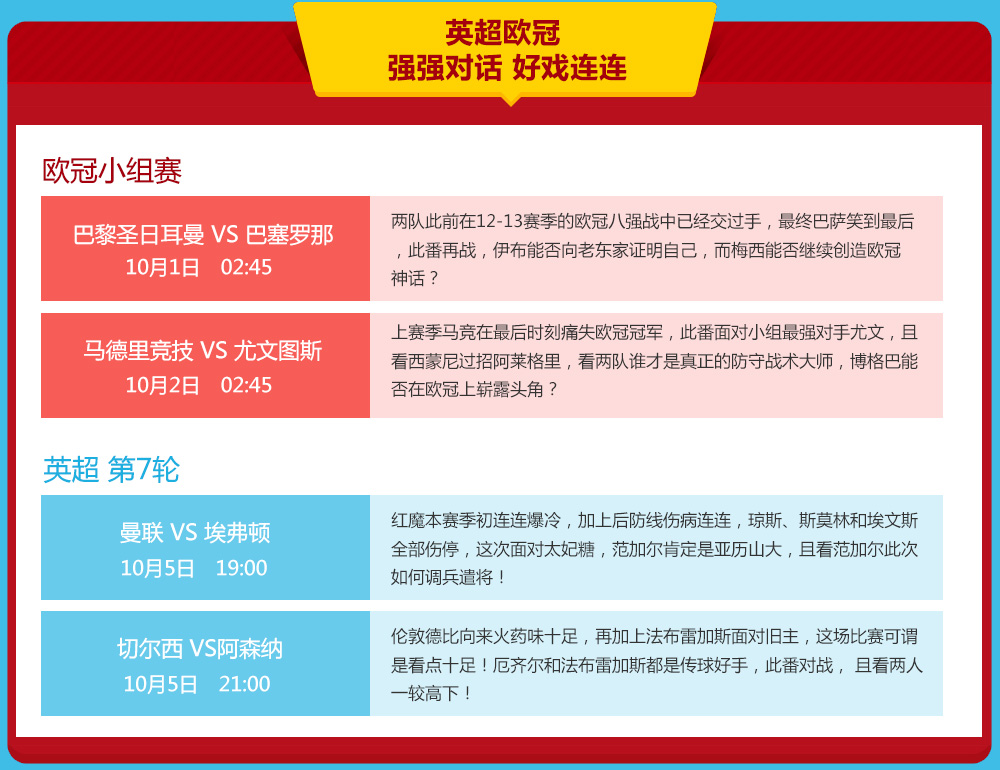 英超欧冠
强强对话 好戏连连
欧冠小组赛
巴黎圣日耳曼 VS 巴塞罗那
10月1日 02:45
两队此前在12-13赛季的欧冠八强战中已经交过手，最终巴萨笑到最后
，此番再战，伊布能否向老东家证明自己，而梅西能否继续创造欧冠
神话？
马德里竞技 VS 尤文图斯
10月2日 02:45
上赛季马竞在最后时刻痛失欧冠冠军，此番面对小组最强对手尤文，且
看西蒙尼过招阿莱格里，看两队谁才是真正的防守战术大师，博格巴能
否在欧冠上崭露头角？
英超 第7轮
曼联 VS 埃弗顿
10月5日 19:00
红魔本赛季初连连爆冷，加上后防线伤病连连，琼斯、斯莫林和埃文斯
全部伤停，这次面对太妃糖，范加尔肯定是亚历山大，且看范加尔此次
如何调兵遣将！
切尔西 VS阿森纳
10月5日 21:00
伦敦德比向来火药味十足，再加上法布雷加斯面对旧主，这场比赛可谓
是看点十足！厄齐尔和法布雷加斯都是传球好手，此番对战， 且看两人
一较高下！